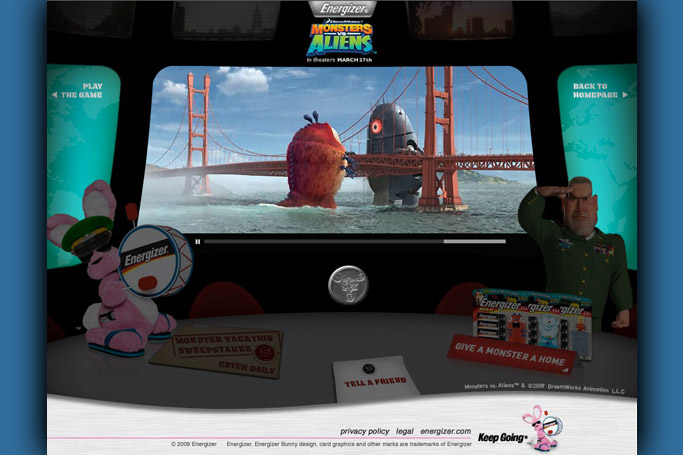 Energizer
DREAMWORKS
MONSTERS
VS
ALIENS
in theaters MARCH 27th
PLAY
THE GAME
BACK TO
HOMEPAGE
Energizer
MONSTER VACATION
SWEEPSTAKES
ENTER DAILY
Energizer
Energizer
GIVE A MONSTER A HOME
TELL A FRIEND
Monsters vs. Aliens™ & ©2009 DreamWorks Animation L.L.C
privacy policy legal energizer.com
© 2009 Energizer Energizer, Energizer Bunny design, card graphics and other marks are trademarks of Energizer
Keep Going®